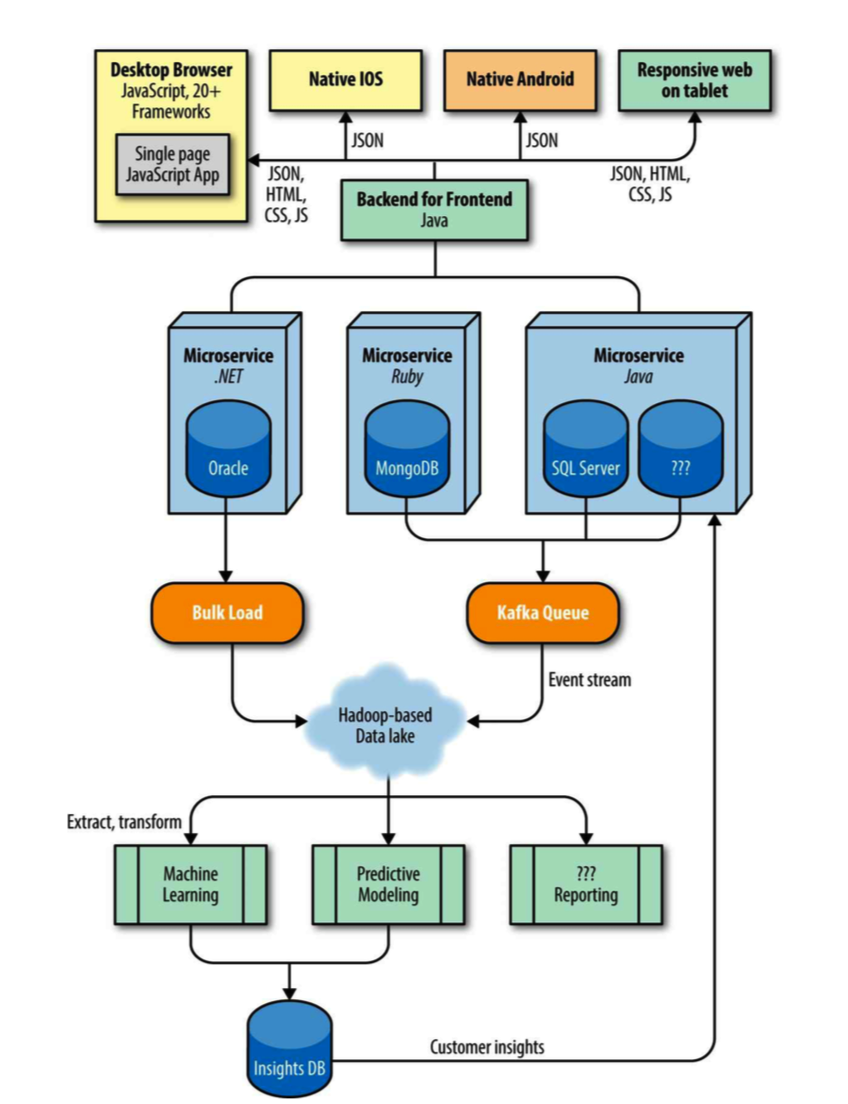 Desktop Browser
JavaScript, 20+
Frameworks
Single page
JavaScript App
Native IOS
Native Android
Responsive web
on tablet
JSON
JSON
JSON,
HTML,
CSS, JS
JSON, HTML,
CSS, JS
Backend for Frontend
Java
Microservice
.NET
Oracle
Microservice
Ruby
MongoDB
Microservice
Java
SQL Server
???
Bulk Load
Kafka Queue
Event stream
Hadoop-based
Data lake
Extract, transform
Machine
Learning
Predictive
Modeling
???
Reporting
Insights DB
Customer insights